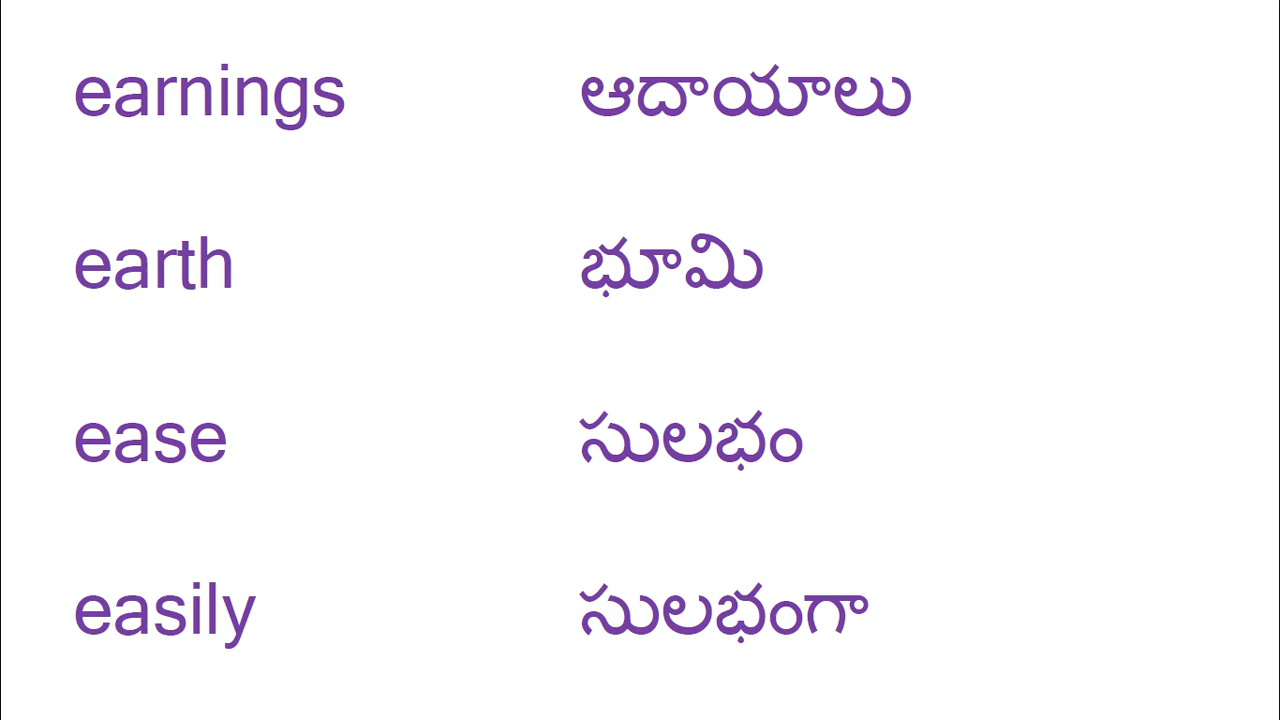 earnings ఆదాయాలు
earth భూమి
ease సులభం
easily సులభంగా